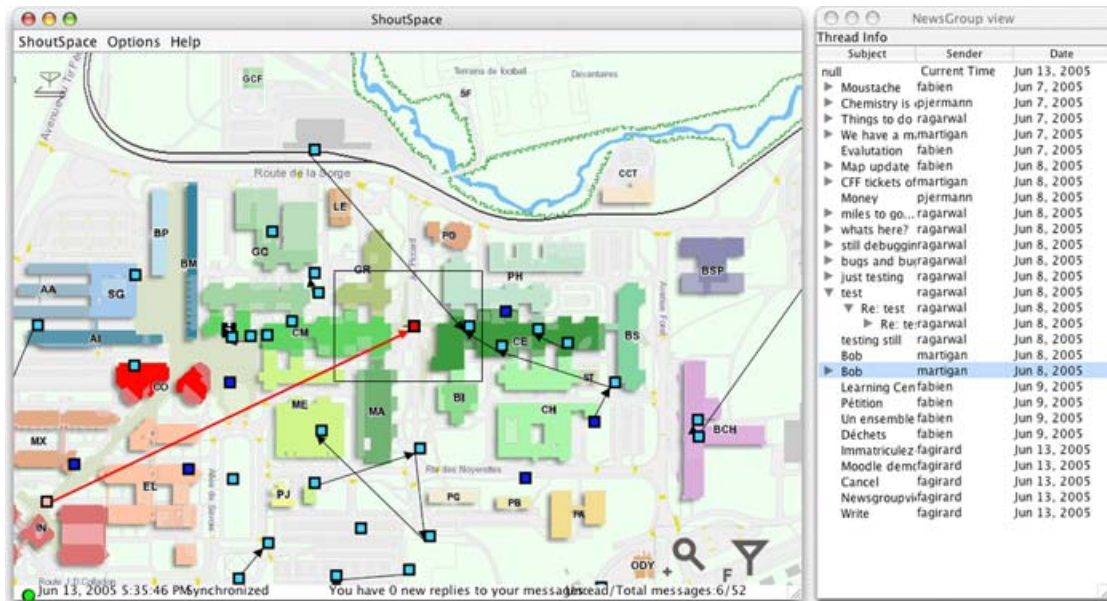 ShoutSpace
ShoutSpace Options Help
GCF
Terrains de football
Devantaires
SF
Route de la Sorge
CCT
LE
BP
BM
GC
PO
GR
PH
BSP
AA
SG
AI
CM
CE
BS
CO
ST
ME
MA
BI
CH
BCH
MX
EL
Rte des Noyerettes
PJ
PG
PB
PA
IN
ODY
F
Route J.D.Colladon
Jun 13, 2005 5:35:46 PM Synchronized
You have 0 new replies to your messages
Unread/Total messages:6/52
NewsGroup view
Thread Info
Subject Sender Date
null Current Time Jun 13, 2005
Moustache fabien Jun 7, 2005
Chemistry is pjermann Jun 7, 2005
Things to do ragarwal Jun 7, 2005
We have a martigan Jun 7, 2005
Evalutation fabien Jun 7, 2005
Map update fabien Jun 8, 2005
CFF tickets of martigan Jun 8, 2005
Money pjermann Jun 8, 2005
miles to go... ragarwal Jun 8, 2005
whats here? ragarwal Jun 8, 2005
still debuggin ragarwal Jun 8, 2005
bugs and bug ragarwal Jun 8, 2005
just testing ragarwal Jun 8, 2005
test ragarwal Jun 8, 2005
Re: test ragarwal Jun 8, 2005
Re: te: ragarwal Jun 8, 2005
testing still ragarwal Jun 8, 2005
Bob martigan Jun 8, 2005
Bob martigan Jun 8, 2005
Learning Cen fabien Jun 9, 2005
Pétition fabien Jun 9, 2005
Un ensemble fabien Jun 9, 2005
Déchets fabien Jun 9, 2005
Immatriculez fagirard Jun 13, 2005
Moodle demo fagirard Jun 13, 2005
Cancel fagirard Jun 13, 2005
Newsgroupvi fagirard Jun 13, 2005
Write fagirard Jun 13, 2005